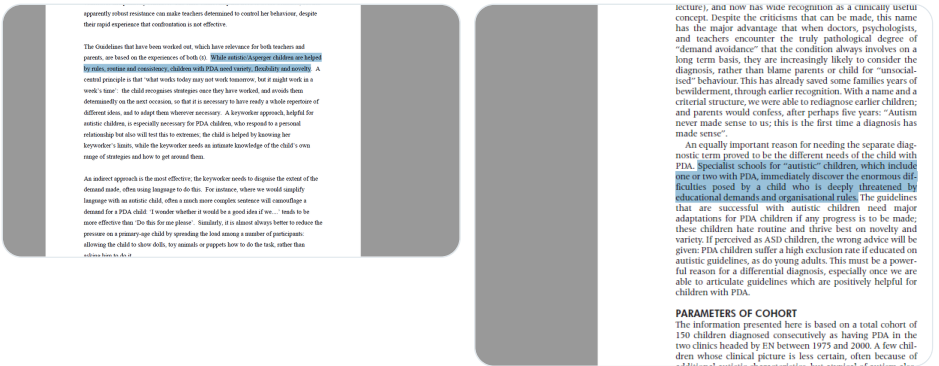 apparently robust resistance can make teachers determined to control her behaviour, despite
their rapid experience that confrontation is not effective.
The Guidelines that have been worked out, which have relevance for both teachers and
parents, are based on the experiences of both (s). While autistic/Asperger children are helped
by rules, routine and consistency, children with PDA need variety, flexibility and novelty. A
central principle is that 'what works today may not work tomorrow, but it might work in a
week's time': the child recognises strategies once they have worked, and avoids them
determinedly on the next occasion, so that it is necessary to have ready a whole repertoire of
different ideas, and to adapt them wherever necessary. A keyworker approach, helpful for
autistic children, is especially necessary for PDA children, who respond to a personal
relationship but also will test this to extremes; the child is helped by knowing her
keyworker's limits, while the keyworker needs an intimate knowledge of the child's own
range of strategies and how to get around them.
An indirect approach is the most effective; the keyworker needs to disguise the extent of the
demand made, often using language to do this. For instance, where we would simplify
language with an autistic child, often a much more complex sentence will camouflage a
demand for a PDA child: 'I wonder whether it would be a good idea if we....' tends to be
more effective than 'Do this for me please'. Similarly, it is almost always better to reduce the
pressure on a primary-age child by spreading the load among a number of participants:
allowing the child to show dolls, toy animals or puppets how to do the task, rather than
asking him to do it.
lecture), and now has wide recognition as a clinically useful
concept. Despite the criticisms that can be made, this name
has the major advantage that when doctors, psychologists,
and teachers encounter the truly pathological degree of
"demand avoidance" that the condition always involves on a
long term basis, they are increasingly likely to consider the
diagnosis, rather than blame parents or child for "unsocial-
ised" behaviour. This has already saved some families years of
bewilderment, through earlier recognition. With a name and a
criterial structure, we were able to rediagnose earlier children;
and parents would confess, after perhaps five years: "Autism
never made sense to us; this is the first time a diagnosis has
made sense".
An equally important reason for needing the separate diag-
nostic term proved to be the different needs of the child with
PDA. Specialist schools for "autistic" children, which include
one or two with PDA, immediately discover the enormous dif-
ficulties posed by a child who is deeply threatened by
educational demands and organisational rules. The guidelines
that are successful with autistic children need major
adaptations for PDA children if any progress is to be made;
these children hate routine and thrive best on novelty and
variety. If perceived as ASD children, the wrong advice will be
given: PDA children suffer a high exclusion rate if educated on
autistic guidelines, as do young adults. This must be a power-
ful reason for a differential diagnosis, especially once we are
able to articulate guidelines which are positively helpful for
children with PDA.
PARAMETERS OF COHORT
The information presented here is based on a total cohort of
150 children diagnosed consecutively as having PDA in the
two clinics headed by EN between 1975 and 2000. A few chil-
dren whose clinical picture is less certain, often because of